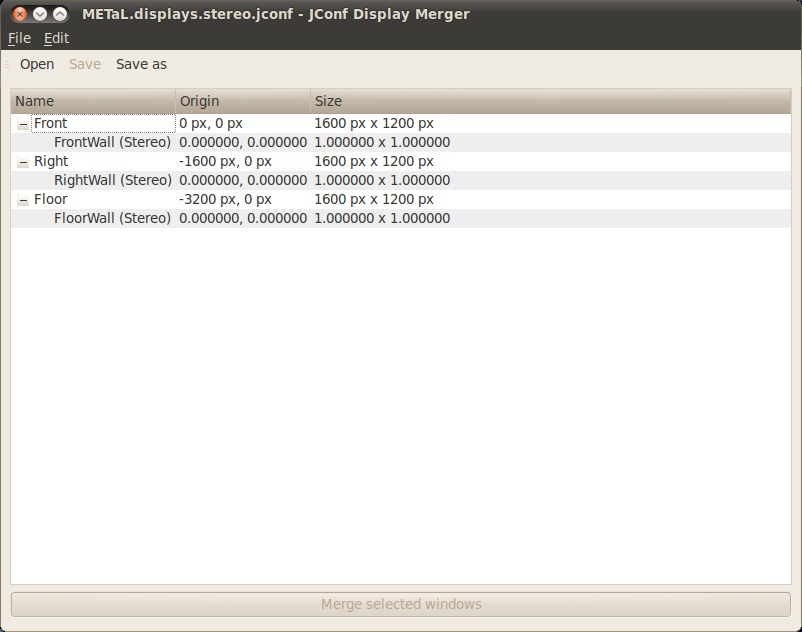 METaL.displays.stereo.jconf - JConf Display Merger
File Edit
Open Save Save as
Name Origin Size
Front 0 px, 0 px 1600 px x 1200 px
FrontWall (Stereo) 0.000000, 0.000000 1.000000 x 1.000000
Right -1600 px, 0 px 1600 px x 1200 px
RightWall (Stereo) 0.000000, 0.000000 1.000000 x 1.000000
Floor -3200 px, 0 px 1600 px x 1200 px
FloorWall (Stereo) 0.000000, 0.000000 1.000000 x 1.000000
Merge selected windows